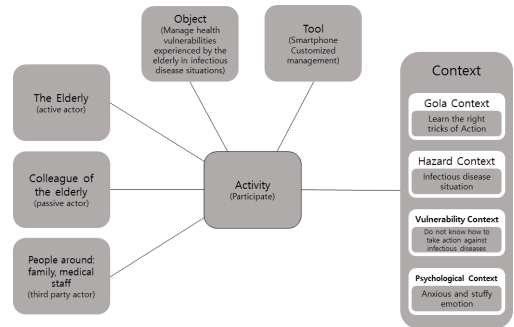 Object
(Manage health
vulnerabilities
experienced by the
elderly in infectious
disease situations)
Tool
(Smartphone
Customized
management)
The Elderly
(active actor)
Colleague of
the elderly
(passive actor)
People around:
family, medical
staff
(third party actor)
Activity
(Participate)
Context
Gola Context
Learn the right
tricks of Action
Hazard Context
Infectious disease
situation
Vulnerability Context
Do not know how to
take action against
infectious diseases
Psychological Context
Anxious and stuffy
emotion